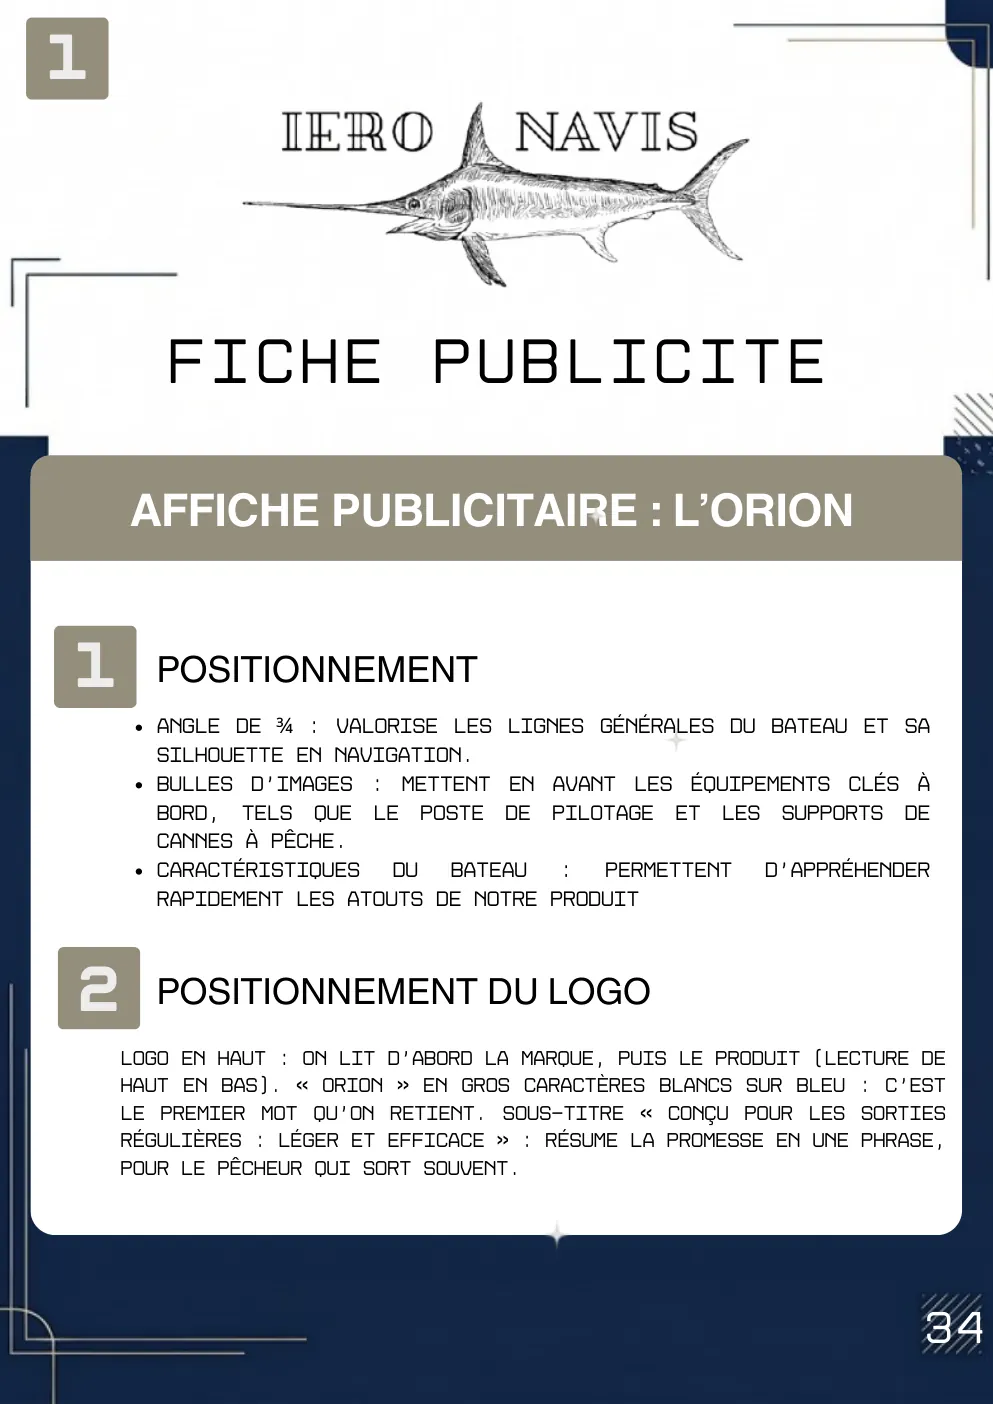 1
IERO NAVIS
FICHE PUBLICITE
AFFICHE PUBLICITAIRE : L’ORION
1
POSITIONNEMENT
• ANGLE DE ¾ : VALORISE LES LIGNES GÉNÉRALES DU BATEAU ET SA
SILHOUETTE EN NAVIGATION.
• BULLES D’IMAGES : METTENT EN AVANT LES ÉQUIPEMENTS CLÉS À
BORD, TELS QUE LE POSTE DE PILOTAGE ET LES SUPPORTS DE
CANNES À PÊCHE.
• CARACTÉRISTIQUES DU BATEAU : PERMETTENT D’APPRÉHENDER
RAPIDEMENT LES ATOUTS DE NOTRE PRODUIT
2
POSITIONNEMENT DU LOGO
LOGO EN HAUT : ON LIT D’ABORD LA MARQUE, PUIS LE PRODUIT (LECTURE DE
HAUT EN BAS). « ORION » EN GROS CARACTÈRES BLANCS SUR BLEU : C’EST
LE PREMIER MOT QU’ON RETIENT. SOUS-TITRE « CONÇU POUR LES SORTIES
RÉGULIÈRES : LÉGER ET EFFICACE » : RÉSUME LA PROMESSE EN UNE PHRASE,
POUR LE PÊCHEUR QUI SORT SOUVENT.
34